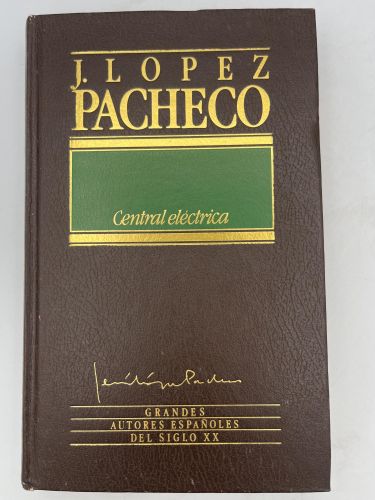 J. LOPEZ
PACHECO
Central eléctrica
GRANDES
AUTORES ESPAÑOLES
DEL SIGLO XX